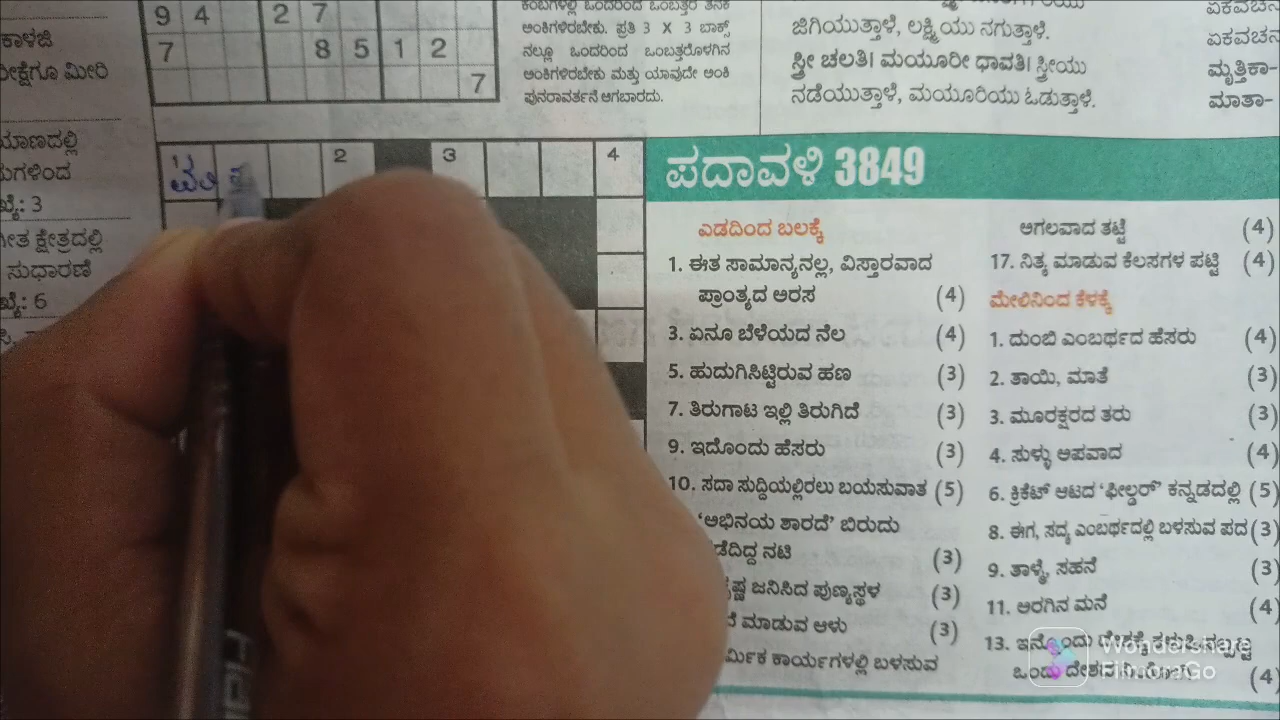 9 4 2 7
7 8 5 1 2
7
ಅಂಕಿಗಳಿರಬೇಕು. ಪ್ರತಿ 3 X 3 ಬಾಕ್ಸ್
ನಲ್ಲೂ ಒಂದರಿಂದ ಒಂಬತ್ತರೊಳಗಿನ
ಅಂಕಿಗಳಿರಬೇಕು ಮತ್ತು ಯಾವುದೇ ಅಂಕಿ
ಪುನರಾವರ್ತನೆ ಆಗಬಾರದು.
ಜಿಗಿಯುತ್ತಾಳೆ, ಲಕ್ಷ್ಮಿಯು ನಗುತ್ತಾಳೆ.
ಸ್ತ್ರೀ ಚಲತಿ। ಮಯೂರೀ ಧಾವತಿ। ಸ್ತ್ರೀಯು
ನಡೆಯುತ್ತಾಳೆ, ಮಯೂರಿಯು ಓಡುತ್ತಾಳೆ.
ಏಕವಚನ
ಮೃತ್ತಿಕಾ-
ಮಾತಾ-
ಕಾಳಜಿ
ಮೀರಿ
3
ಕ್ಷೇತ್ರದಲ್ಲಿ
ಸುಧಾರಣೆ
6
1 2 3 4
ಪದಾವಳಿ 3849
ಎಡದಿಂದ ಬಲಕ್ಕೆ
1. ಈತ ಸಾಮಾನ್ಯನಲ್ಲ, ವಿಸ್ತಾರವಾದ
ಪ್ರಾಂತ್ಯದ ಅರಸ (4)
3. ಏನೂ ಬೆಳೆಯದ ನೆಲ (4)
5. ಹುದುಗಿಸಿಟ್ಟಿರುವ ಹಣ (3)
7. ತಿರುಗಾಟ ಇಲ್ಲಿ ತಿರುಗಿದೆ (3)
9. ಇದೊಂದು ಹೆಸರು (3)
10. ಸದಾ ಸುದ್ದಿಯಲ್ಲಿರಲು ಬಯಸುವಾತ (5)
'ಅಭಿನಯ ಶಾರದೆ' ಬಿರುದು
ಡೆದಿದ್ದ ನಟಿ (3)
ಜನಿಸಿದ ಪುಣ್ಯಸ್ಥಳ (3)
ಮಾಡುವ ಆಳು (3)
ಕಾರ್ಯಗಳಲ್ಲಿ ಬಳಸುವ
ಅಗಲವಾದ ತಟ್ಟೆ (4)
17. ನಿತ್ಯ ಮಾಡುವ ಕೆಲಸಗಳ ಪಟ್ಟಿ (4)
ಮೇಲಿನಿಂದ ಕೆಳಕ್ಕೆ
1. ದುಂಬಿ ಎಂಬರ್ಥದ ಹೆಸರು (4)
2. ತಾಯಿ, ಮಾತೆ (3)
3. ಮೂರಕ್ಷರದ ತರು (3)
4. ಸುಳ್ಳು ಅಪವಾದ (4)
6. ಕ್ರಿಕೆಟ್ ಆಟದ 'ಫೀಲ್ಡರ್' ಕನ್ನಡದಲ್ಲಿ (5)
8. ಈಗ, ಸದ್ಯ ಎಂಬರ್ಥದಲ್ಲಿ ಬಳಸುವ ಪದ (3)
9. ತಾಳ್ಮೆ, ಸಹನೆ (3)
11. ಅರಗಿನ ಮನೆ (4)
13. ಇನ್ನೊಂದು ದೇಶಕ್ಕೆ
ಒಂದು ದೇಶದ (4)
Wondershare
FilmoraGo